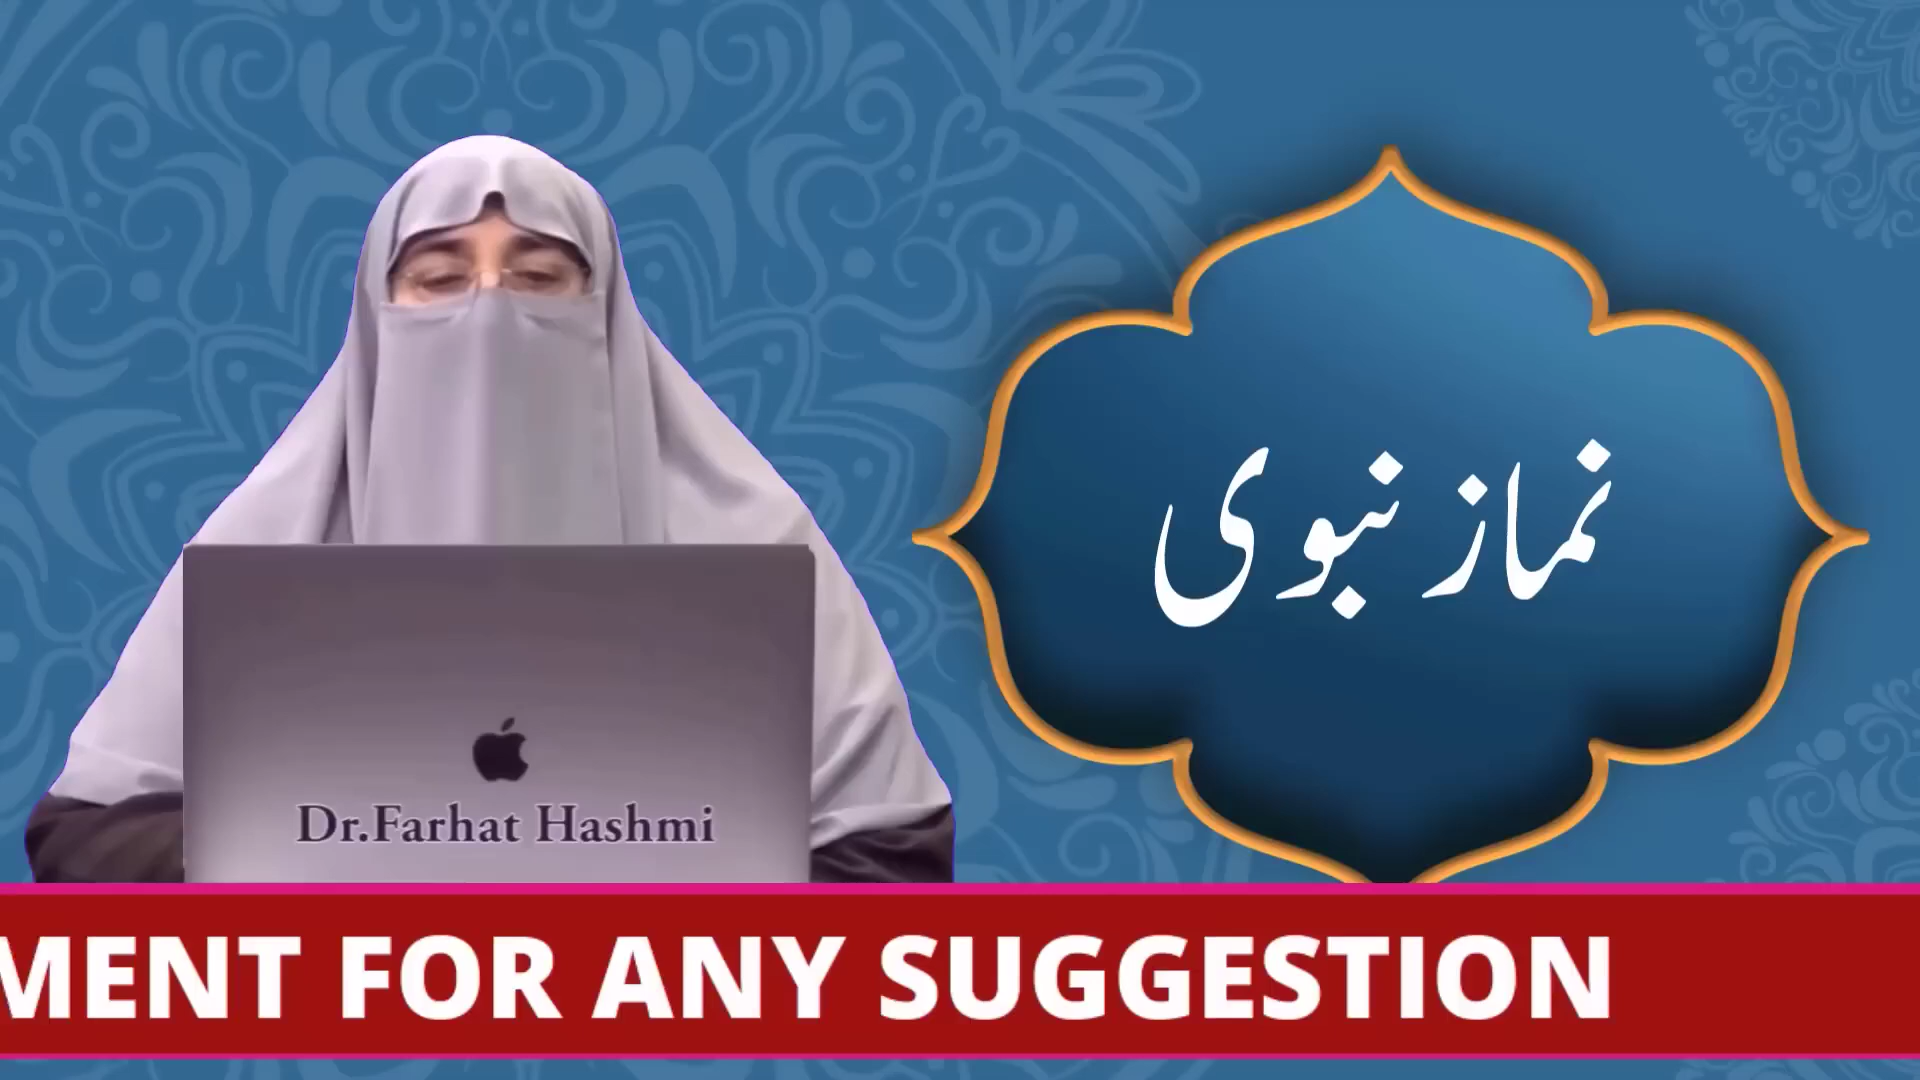 نماز نبوی
Dr.Farhat Hashmi
MENT FOR ANY SUGGESTION